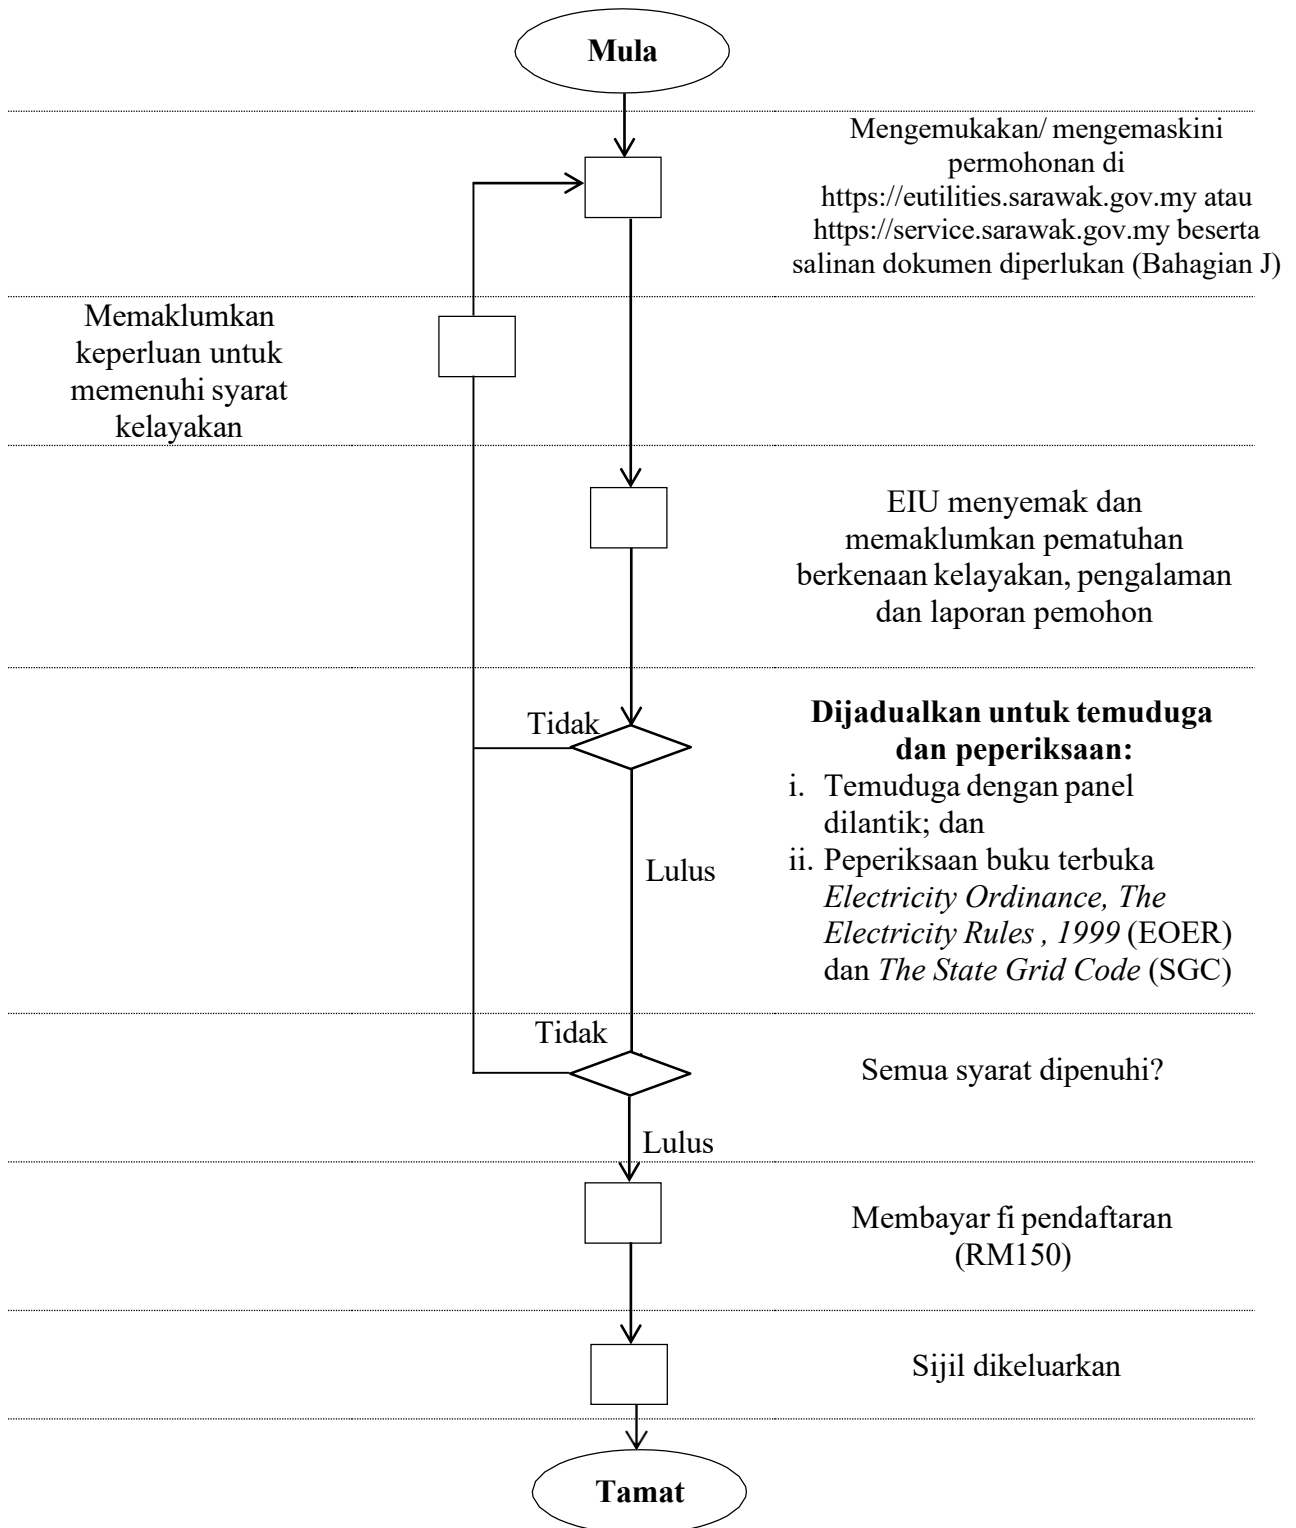 Mula
Mengemukakan/ mengemaskini
permohonan di
https://eutilities.sarawak.gov.my atau
https://service.sarawak.gov.my beserta
salinan dokumen diperlukan (Bahagian J)
Memaklumkan
keperluan untuk
memenuhi syarat
kelayakan
EIU menyemak dan
memaklumkan pematuhan
berkenaan kelayakan, pengalaman
dan laporan pemohon
Tidak
Dijadualkan untuk temuduga
dan peperiksaan:
i. Temuduga dengan panel
dilantik; dan
ii. Peperiksaan buku terbuka
Electricity Ordinance, The
Electricity Rules , 1999 (EOER)
dan The State Grid Code (SGC)
Lulus
Tidak
Semua syarat dipenuhi?
Lulus
Membayar fi pendaftaran
(RM150)
Sijil dikeluarkan
Tamat